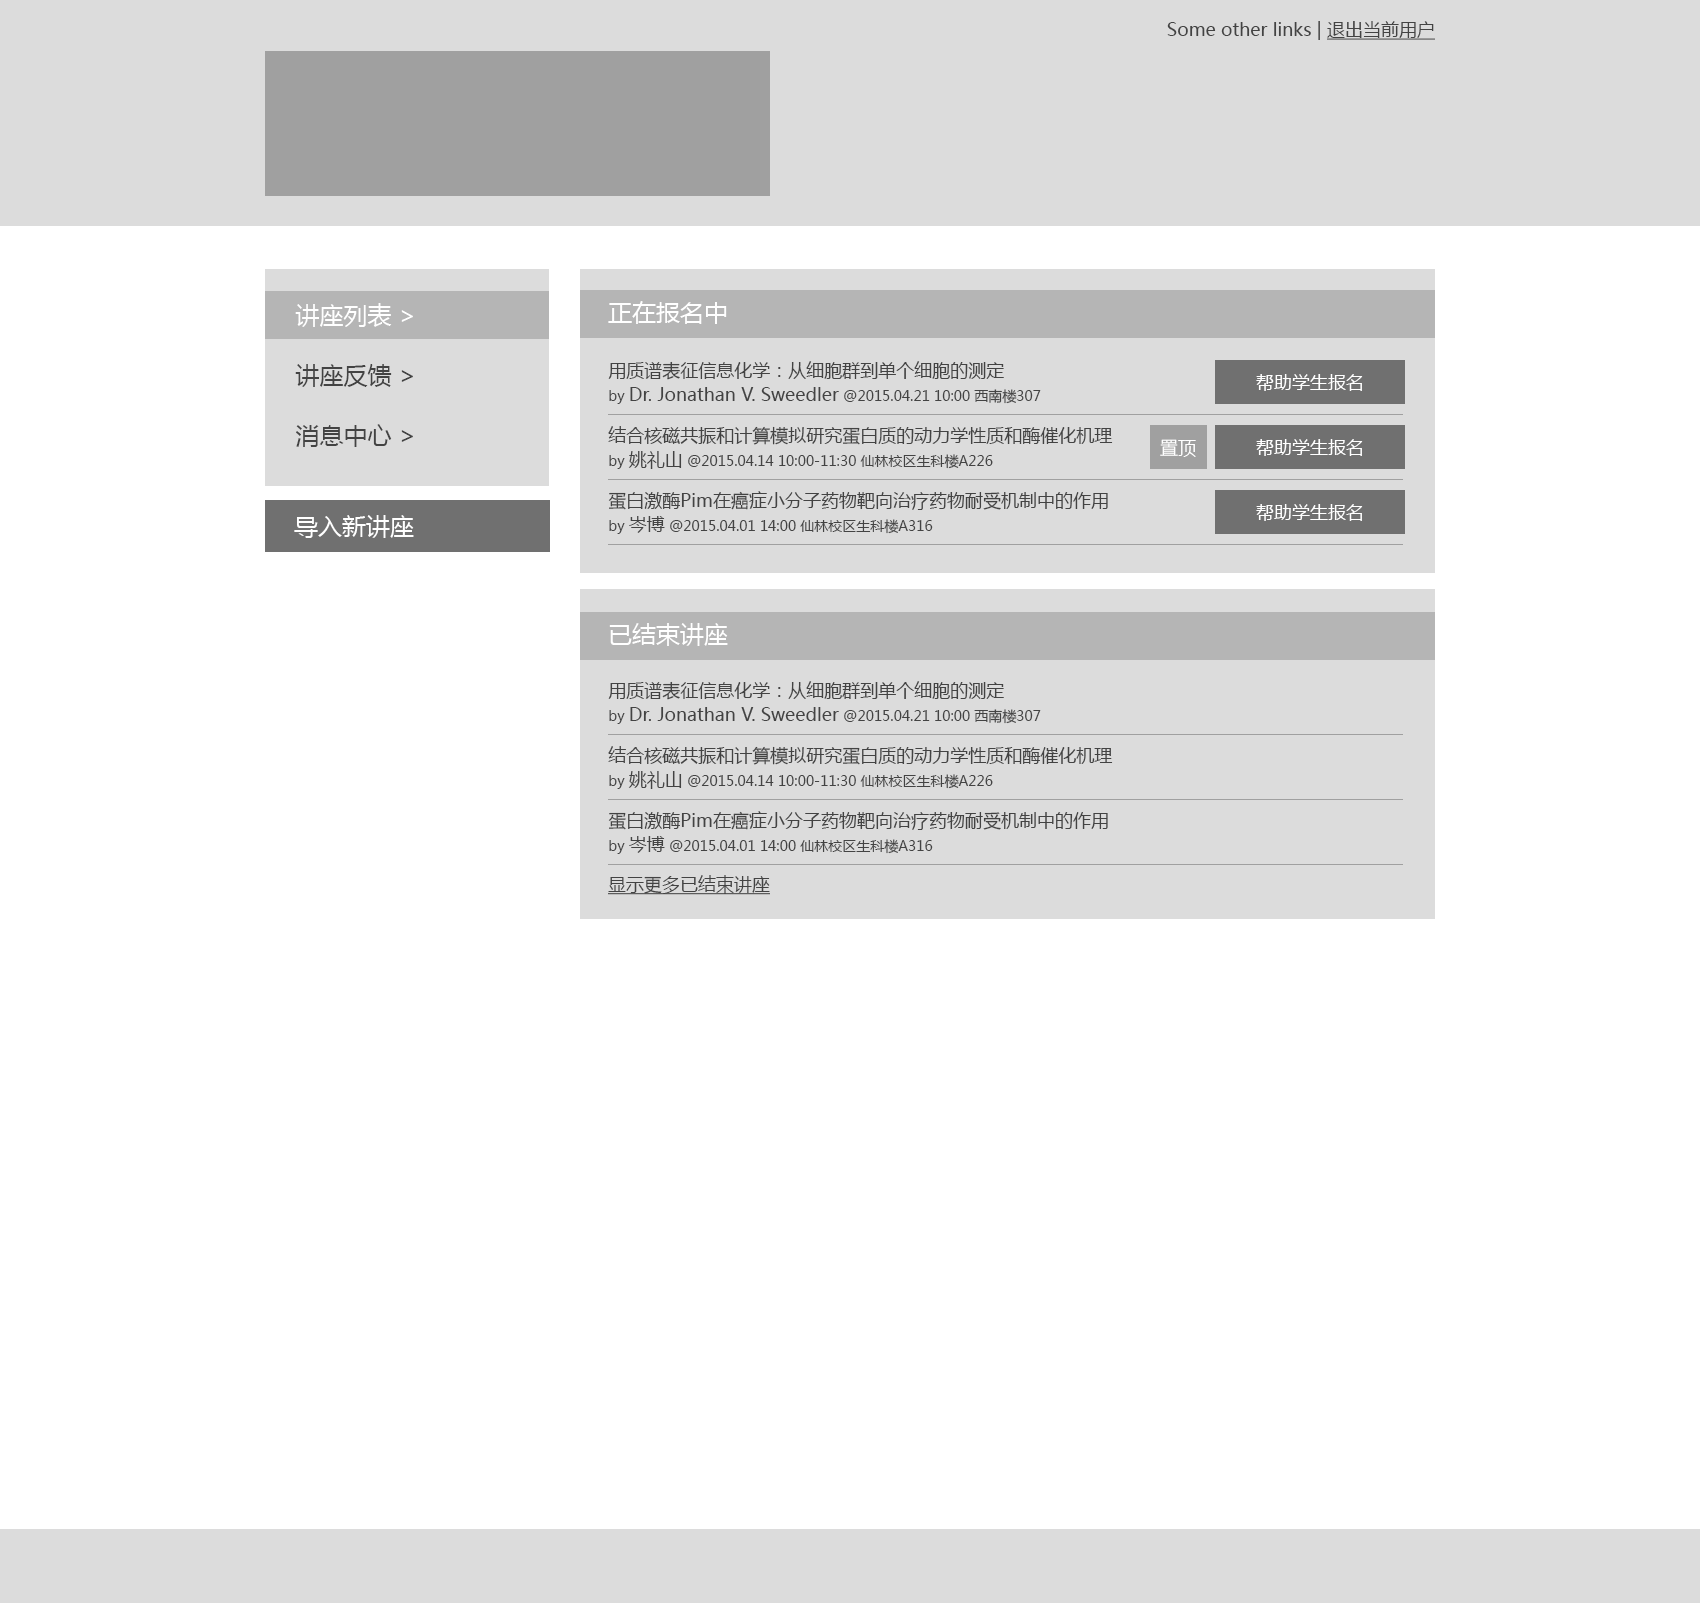 Some other links | 退出当前用户
讲座列表 >
讲座反馈 >
消息中心 >
导入新讲座
正在报名中
用质谱表征信息化学：从细胞群到单个细胞的测定
by Dr. Jonathan V. Sweedler @2015.04.21 10:00 西南楼307
帮助学生报名
结合核磁共振和计算模拟研究蛋白质的动力学性质和酶催化机理
by 姚礼山 @2015.04.14 10:00-11:30 仙林校区生科楼A226
置顶
帮助学生报名
蛋白激酶Pim在癌症小分子药物靶向治疗药物耐受机制中的作用
by 岑博 @2015.04.01 14:00 仙林校区生科楼A316
帮助学生报名
已结束讲座
用质谱表征信息化学：从细胞群到单个细胞的测定
by Dr. Jonathan V. Sweedler @2015.04.21 10:00 西南楼307
结合核磁共振和计算模拟研究蛋白质的动力学性质和酶催化机理
by 姚礼山 @2015.04.14 10:00-11:30 仙林校区生科楼A226
蛋白激酶Pim在癌症小分子药物靶向治疗药物耐受机制中的作用
by 岑博 @2015.04.01 14:00 仙林校区生科楼A316
显示更多已结束讲座